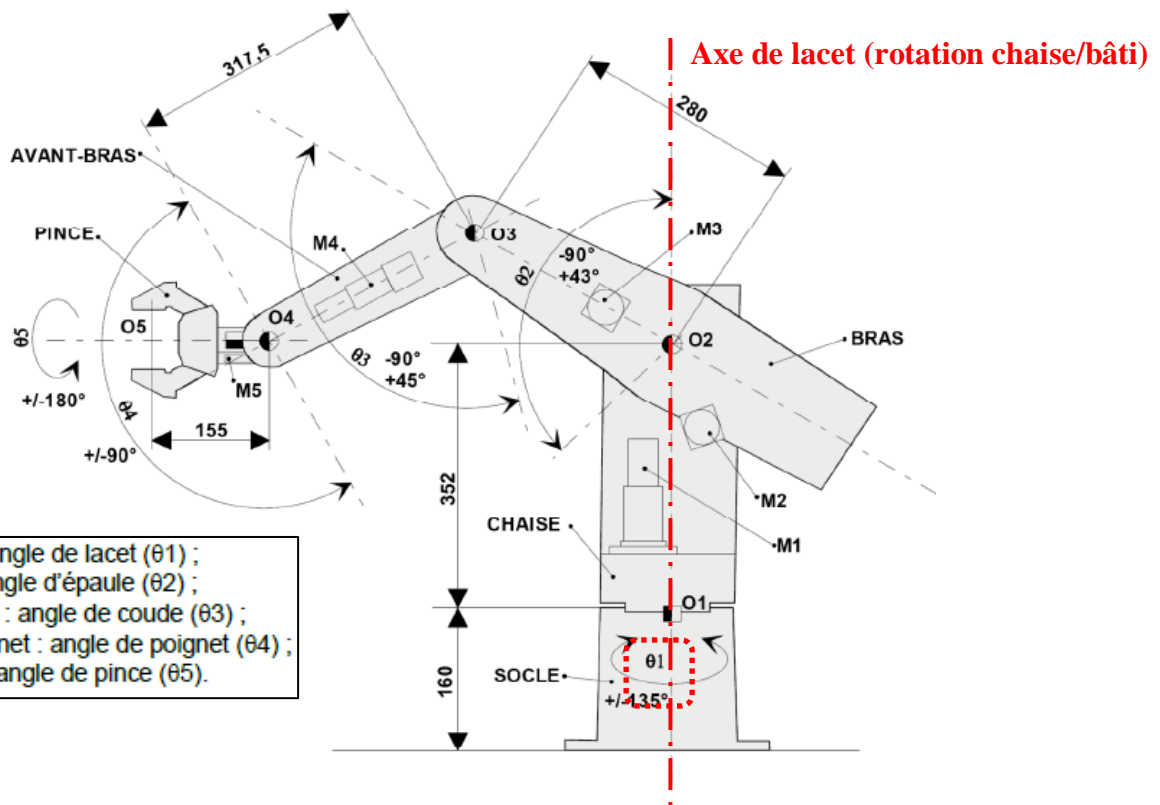 Axe de lacet (rotation chaise/bâti)
317,5
280
AVANT-BRAS
PINCE
M4
O3
M3
-90°
+43°
θ2
O5
O4
O2
θ5
BRAS
θ3
-90°
+45°
M5
+/-180°
θ4
155
+/-90°
352
M2
CHAISE
M1
ngle de lacet (θ1) ;
gle d'épaule (θ2) ;
: angle de coude (θ3) ;
net : angle de poignet (θ4) ;
angle de pince (θ5).
O1
θ1
SOCLE
+/-135°
160